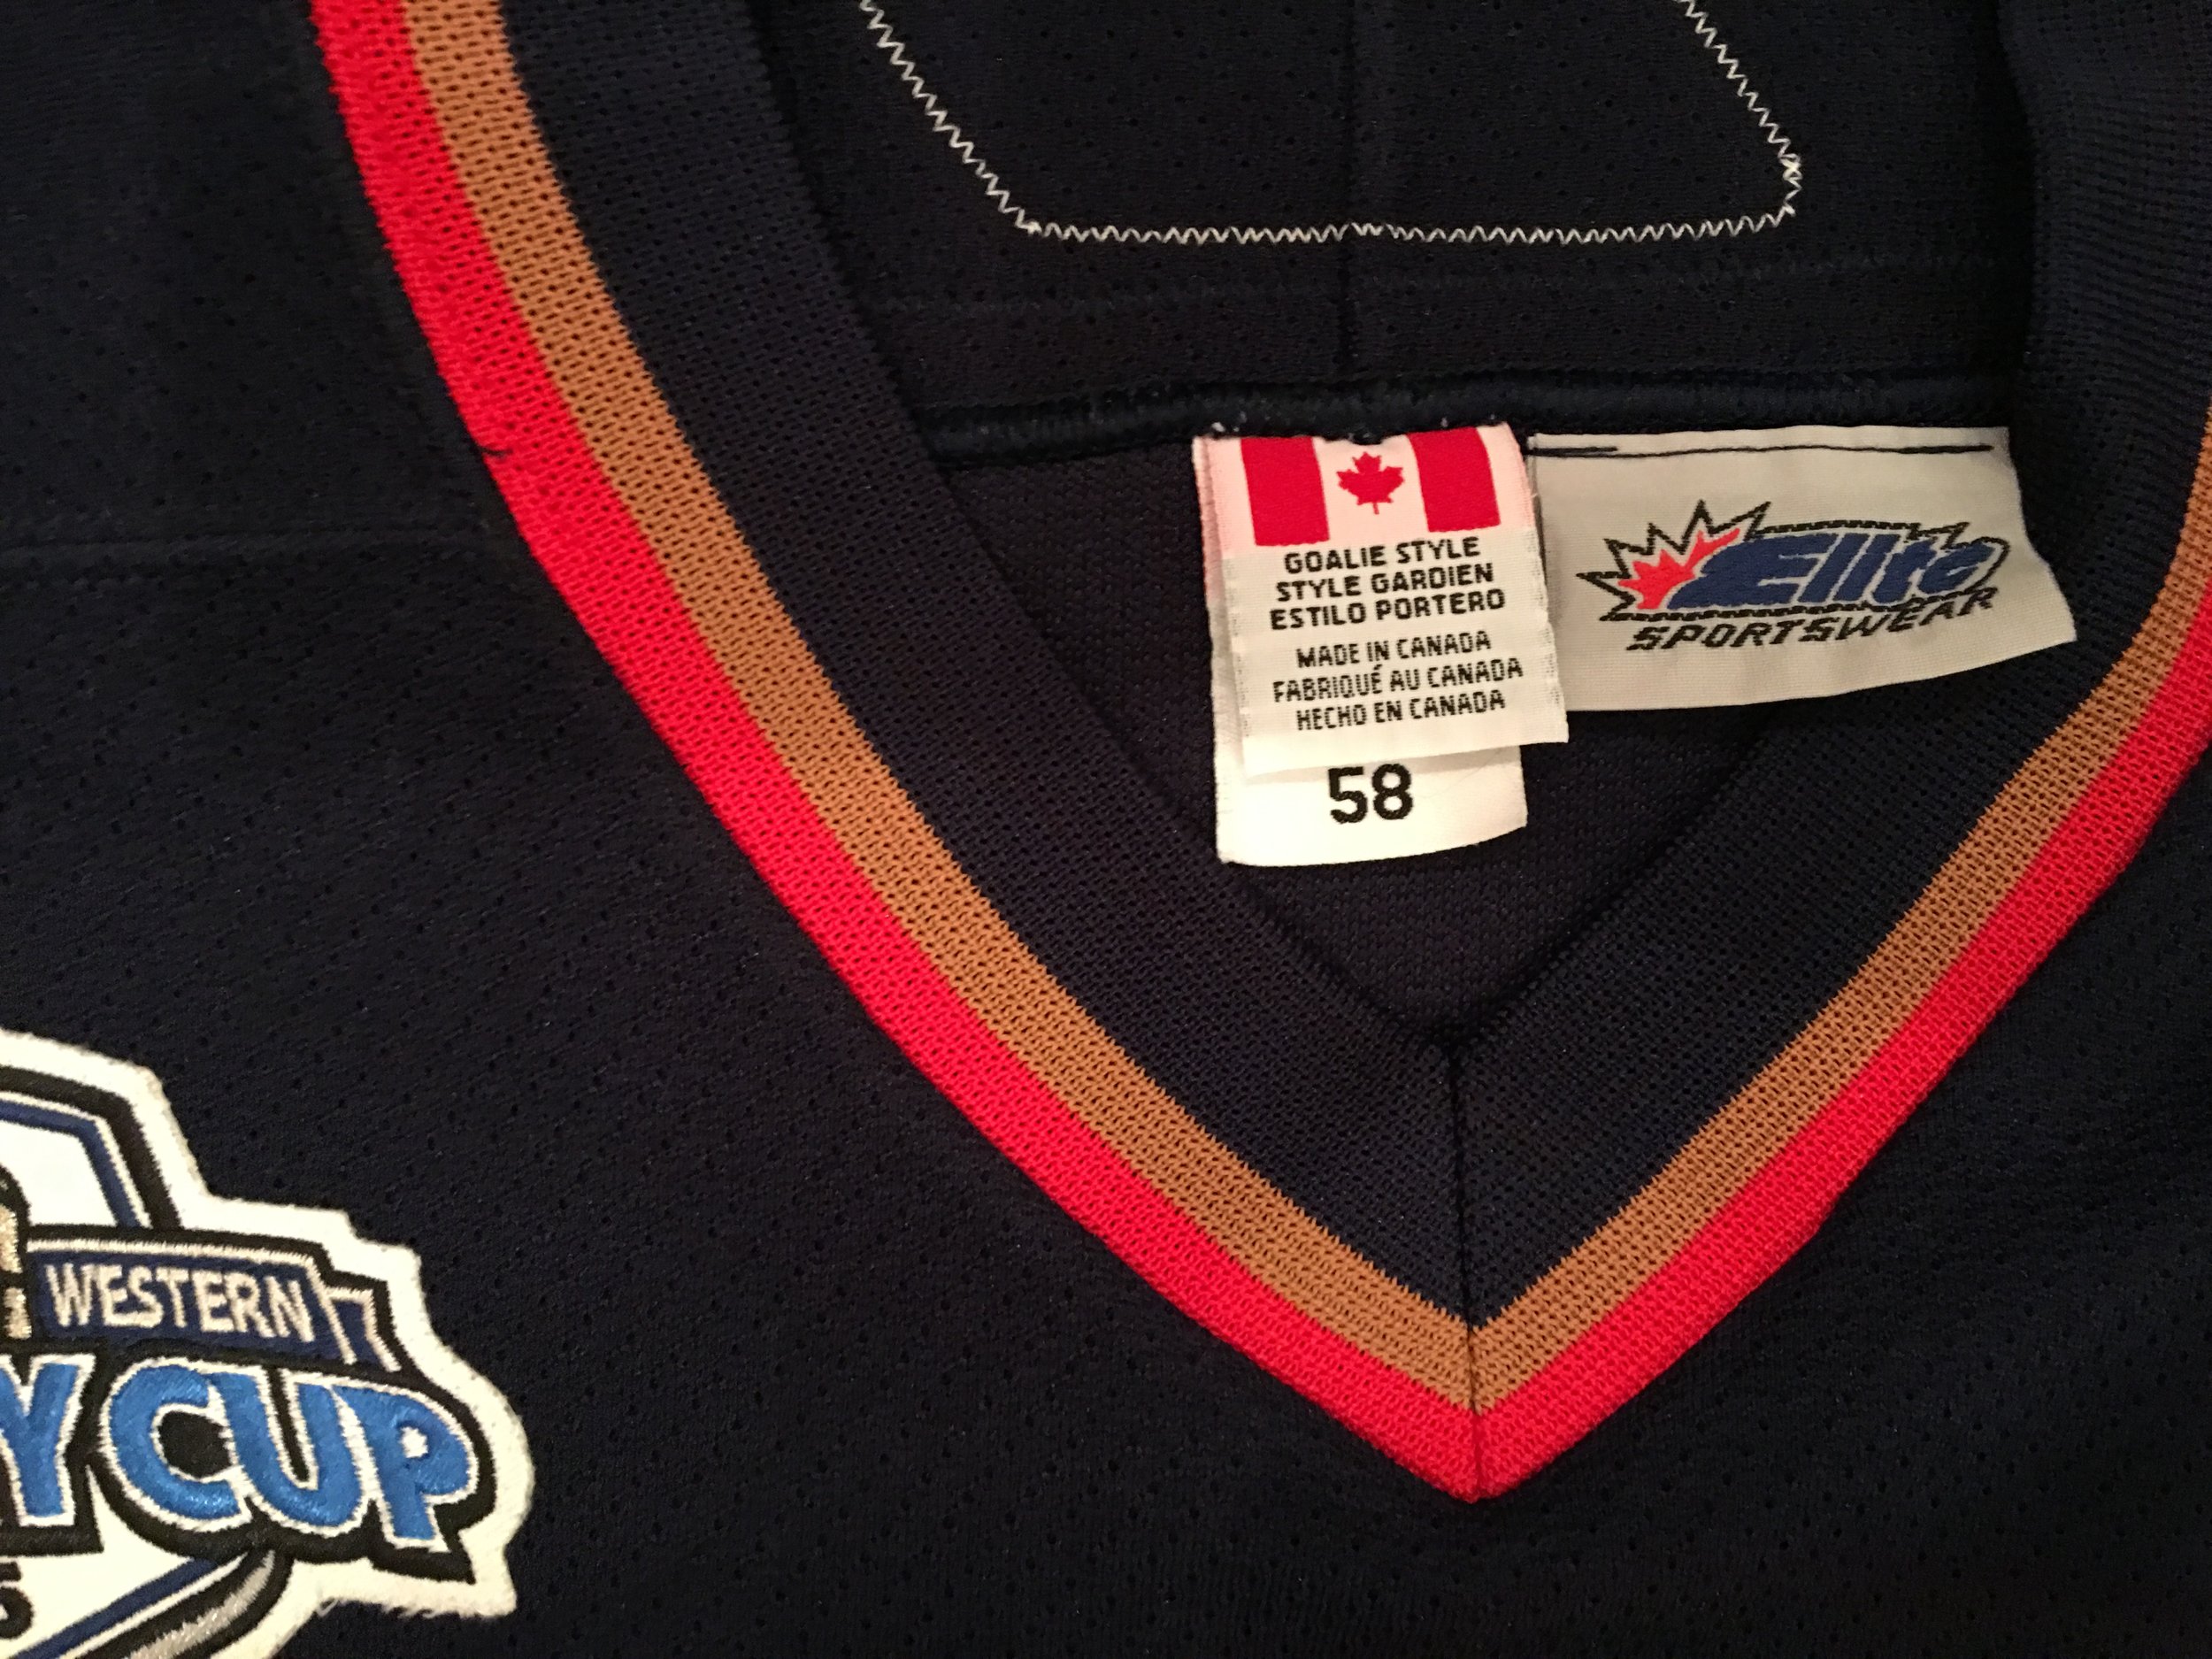 GOALIE STYLE
STYLE GARDIEN
ESTILO PORTERO
MADE IN CANADA
FABRIQUÉ AU CANADA
HECHO EN CANADA
58
Elite
SPORTSWEAR
WESTERN
Y CUP